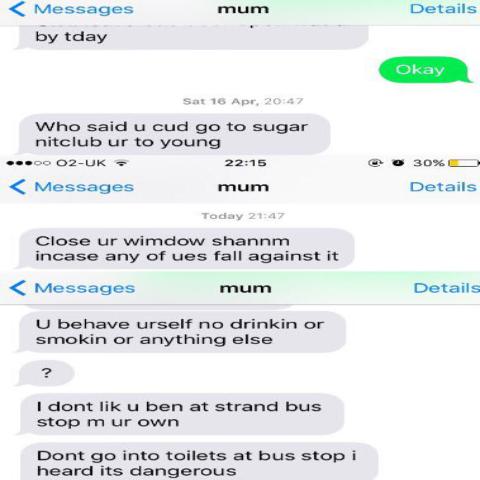 Messages mum Details
by tday
Okay
Sat 16 Apr, 20:47
Who said u cud go to sugar
nitclub ur to young
O2-UK 22:15 30%
Messages mum Details
Today 21:47
Close ur wimdow shannm
incase any of ues fall against it
Messages mum Details
U behave urself no drinkin or
smokin or anything else
?
I dont lik u ben at strand bus
stop m ur own
Dont go into toilets at bus stop i
heard its dangerous